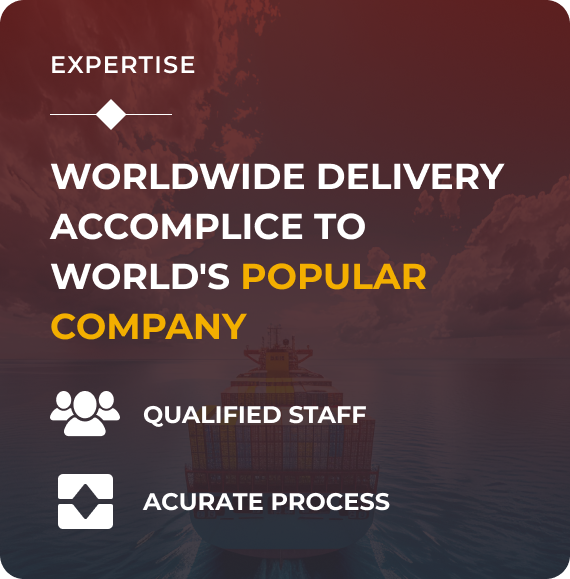 EXPERTISE
WORLDWIDE DELIVERY
ACCOMPLICE TO
WORLD'S POPULAR
COMPANY
QUALIFIED STAFF
ACURATE PROCESS